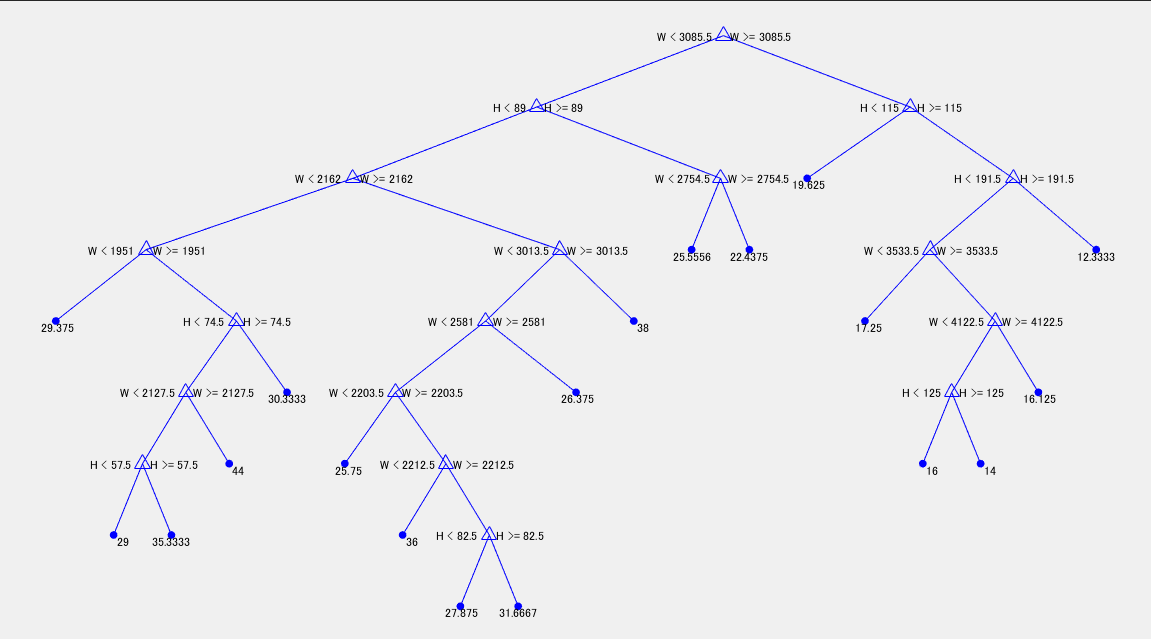 W < 3085.5 W >= 3085.5
H < 89 H >= 89
H < 115 H >= 115
W < 2162 W >= 2162
W < 2754.5 W >= 2754.5
19.625
H < 191.5 H >= 191.5
W < 1951 W >= 1951
W < 3013.5 W >= 3013.5
25.5556
22.4375
W < 3533.5 W >= 3533.5
12.3333
29.375
H < 74.5 H >= 74.5
W < 2581 W >= 2581
38
17.25
W < 4122.5 W >= 4122.5
W < 2127.5 W >= 2127.5
30.3333
W < 2203.5 W >= 2203.5
26.375
H < 125 H >= 125
16.125
H < 57.5 H >= 57.5
44
25.75
W < 2212.5 W >= 2212.5
16
14
29
35.3333
36
H < 82.5 H >= 82.5
27.875
31.6667